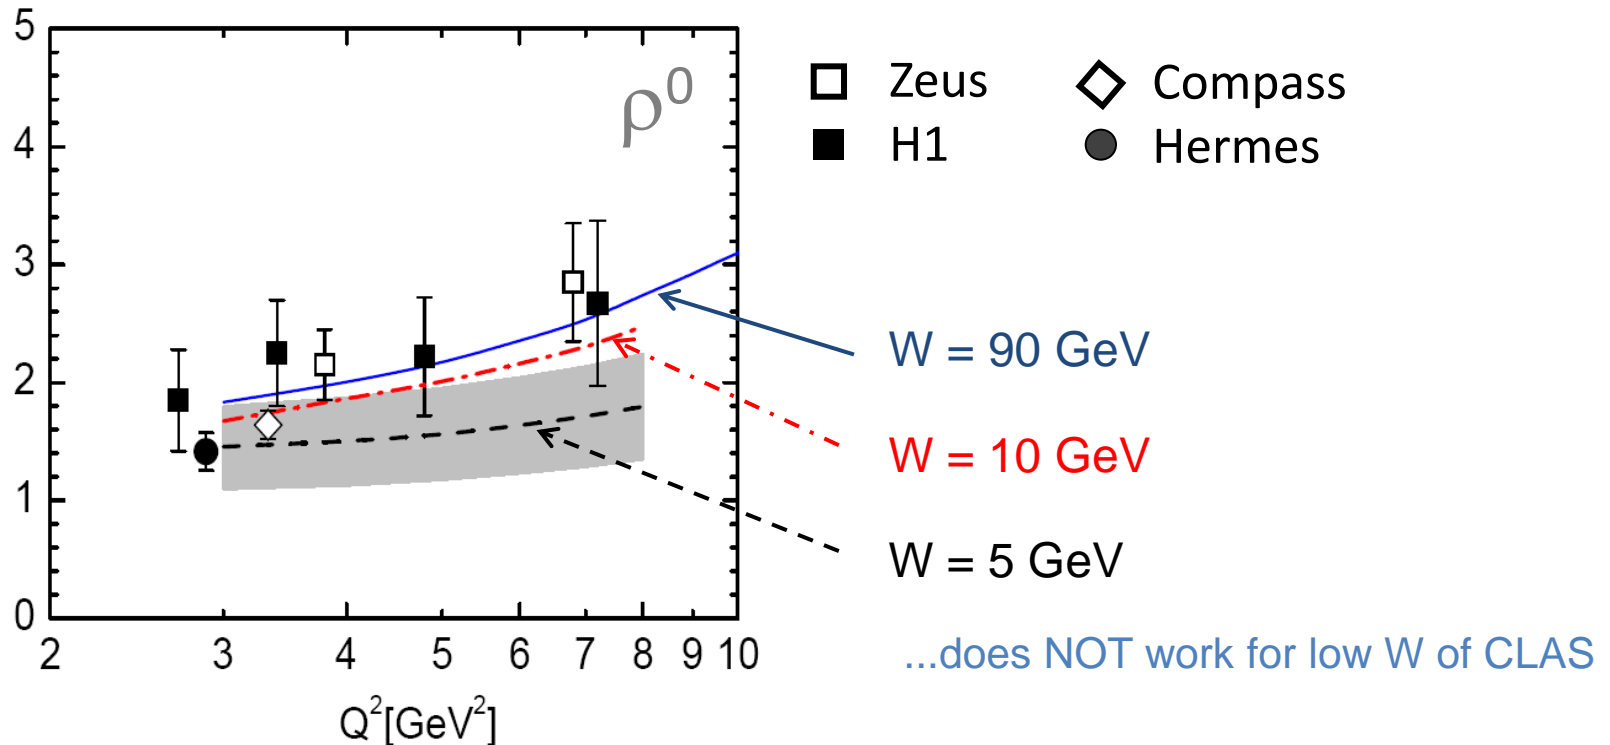 5
4
3
2
1
0
2 3 4 5 6 7 8 9 10
Q²[GeV²]
ρ⁰
Zeus
Compass
H1
Hermes
W = 90 GeV
W = 10 GeV
W = 5 GeV
...does NOT work for low W of CLAS